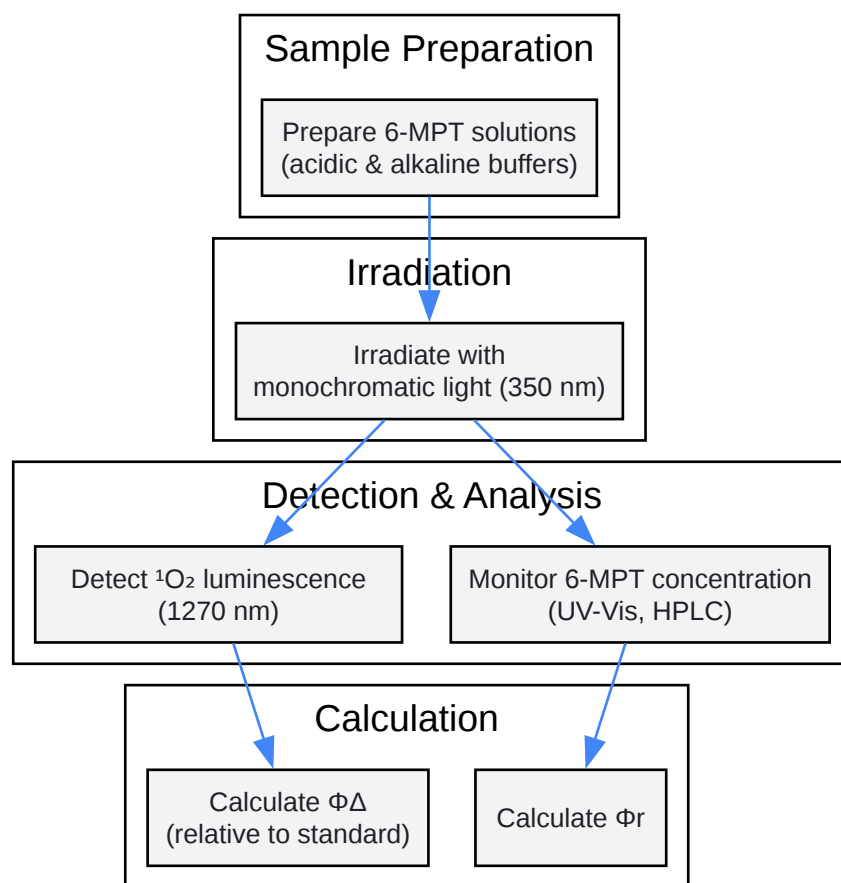 Sample Preparation
Prepare 6-MPT solutions
(acidic & alkaline buffers)
Irradiation
Irradiate with
monochromatic light (350 nm)
Detection & Analysis
Detect ¹O₂ luminescence
(1270 nm)
Monitor 6-MPT concentration
(UV-Vis, HPLC)
Calculation
Calculate ΦΔ
(relative to standard)
Calculate Φr